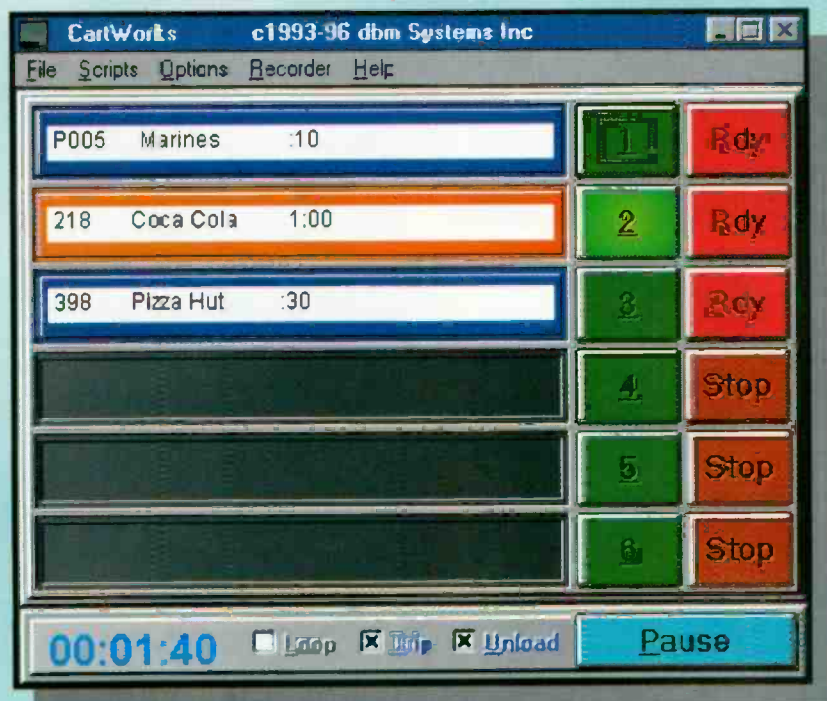 CartWorks c1993-96 dbm Systems Inc
File Scripts Options Recorder Help
P005 Marines :10 1 Rdy
218 Coca Cola 1:00 2 Rdy
398 Pizza Hut :30 3 Rdy
4 Stop
5 Stop
6 Stop
00:01:40 Loop Trip Unload Pause